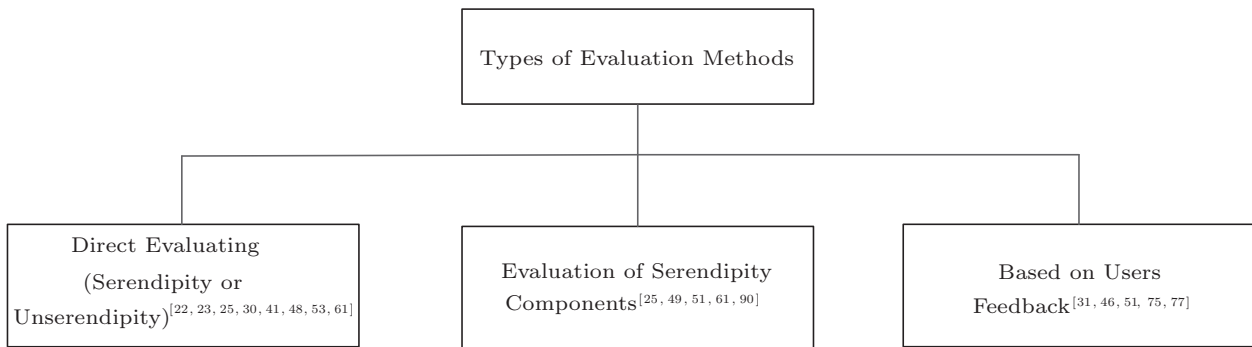 Types of Evaluation Methods
Direct Evaluating
(Serendipity or
Unserendipity)[22, 23, 25, 30, 41, 48, 53, 61]
Evaluation of Serendipity
Components[25, 49, 51, 61, 90]
Based on Users
Feedback[31, 46, 51, 75, 77]